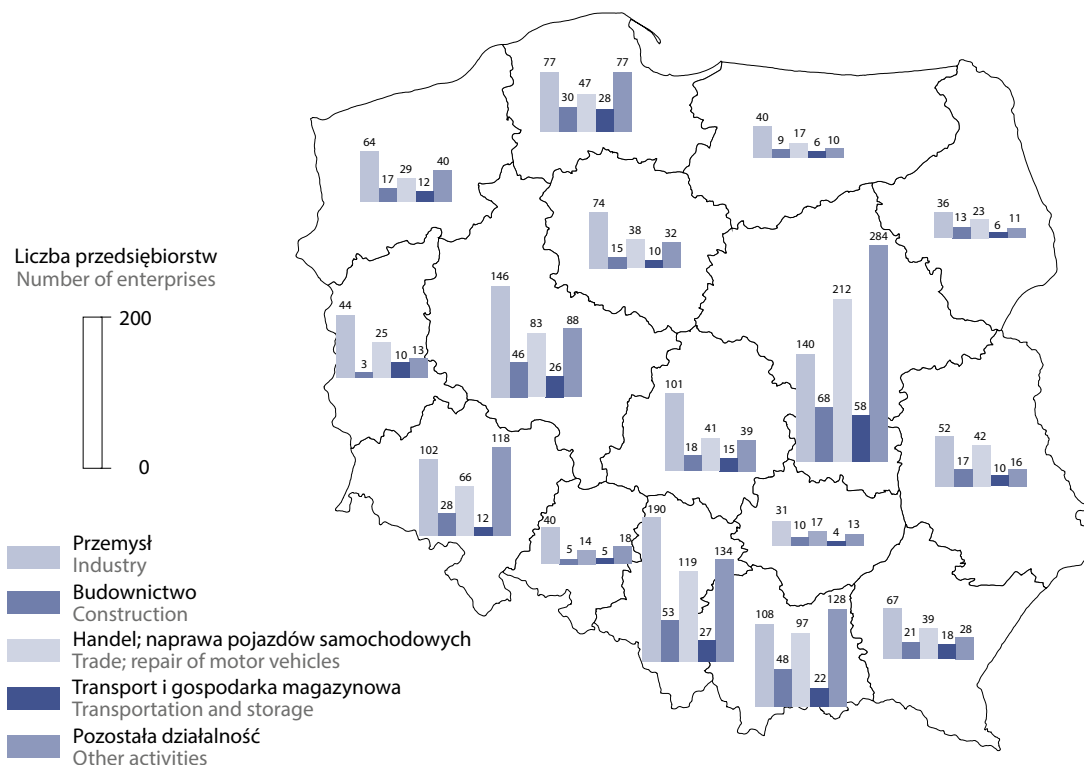 77 30 47 28 77
40 9 17 6 10
64 17 29 12 40
74 15 38 10 32
36 13 23 6 11
Liczba przedsiębiorstw
Number of enterprises
200
0
146 46 83 26 88
140 68 212 58 284
44 3 25 10 13
101 18 41 15 39
52 17 42 10 16
102 28 66 12 118
40 5 14 5 18
190 53 119 27 134
31 10 17 4 13
108 48 97 22 128
67 21 39 18 28
Przemysł
Industry
Budownictwo
Construction
Handel; naprawa pojazdów samochodowych
Trade; repair of motor vehicles
Transport i gospodarka magazynowa
Transportation and storage
Pozostała działalność
Other activities